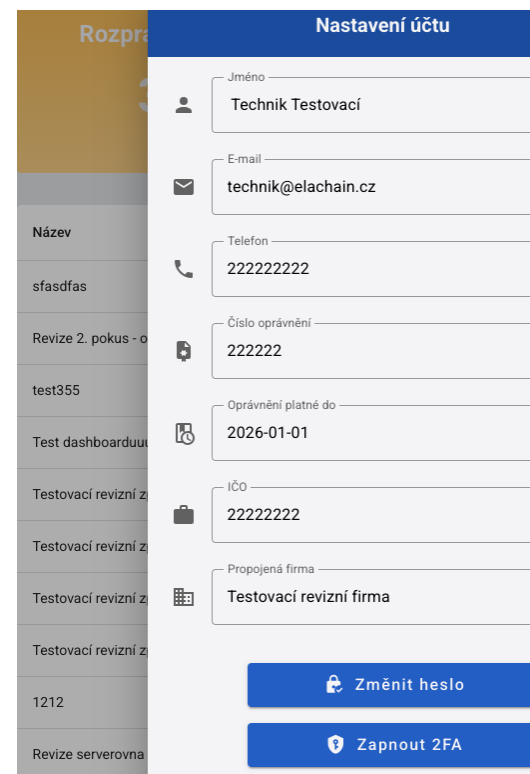 Nastavení účtu
Jméno
Technik Testovací
E-mail
technik@elachain.cz
Telefon
222222222
Číslo oprávnění
222222
Oprávnění platné do
2026-01-01
IČO
22222222
Propojená firma
Testovací revizní firma
Změnit heslo
Zapnout 2FA
Název
sfasdfas
Revize 2. pokus - o
test355
Test dashboarduuu
Testovací revizní
Testovací revizní
Testovací revizní
Testovací revizní
1212
Revize serverovna